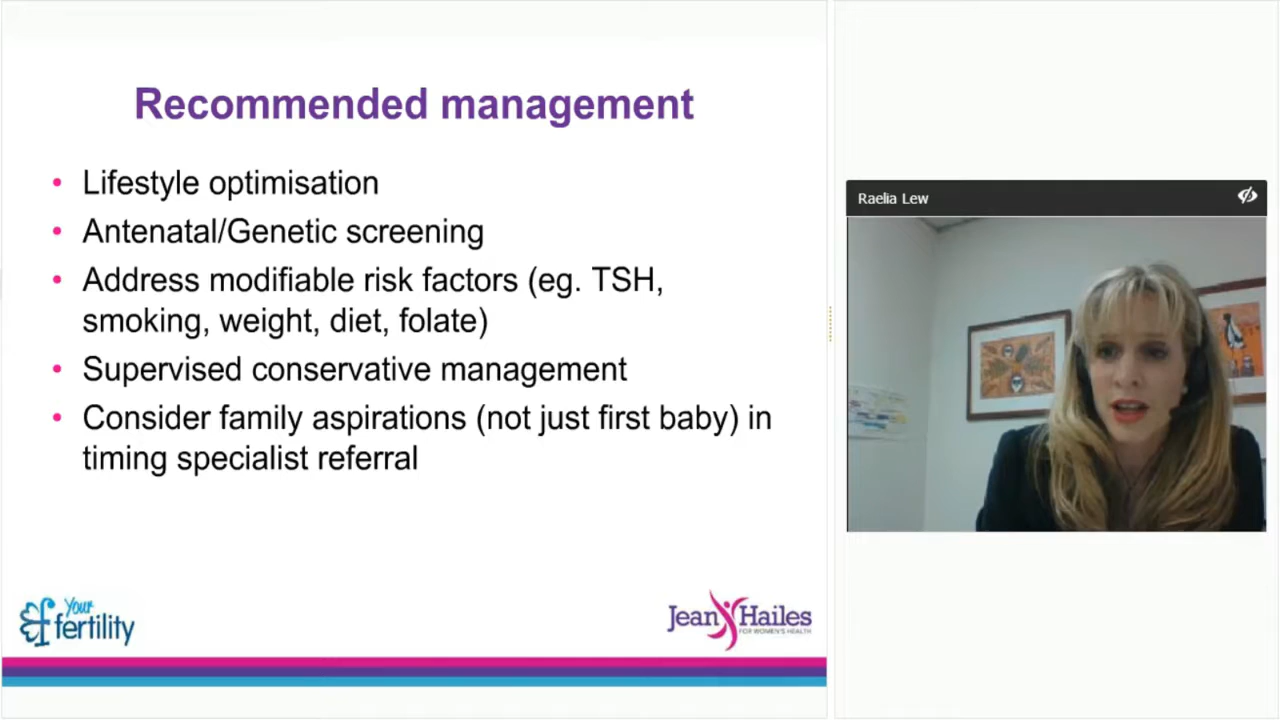 Recommended management
• Lifestyle optimisation
• Antenatal/Genetic screening
• Address modifiable risk factors (eg. TSH,
smoking, weight, diet, folate)
• Supervised conservative management
• Consider family aspirations (not just first baby) in
timing specialist referral
Your
fertility
Jean Hailes
FOR WOMEN'S HEALTH
Raelia Lew